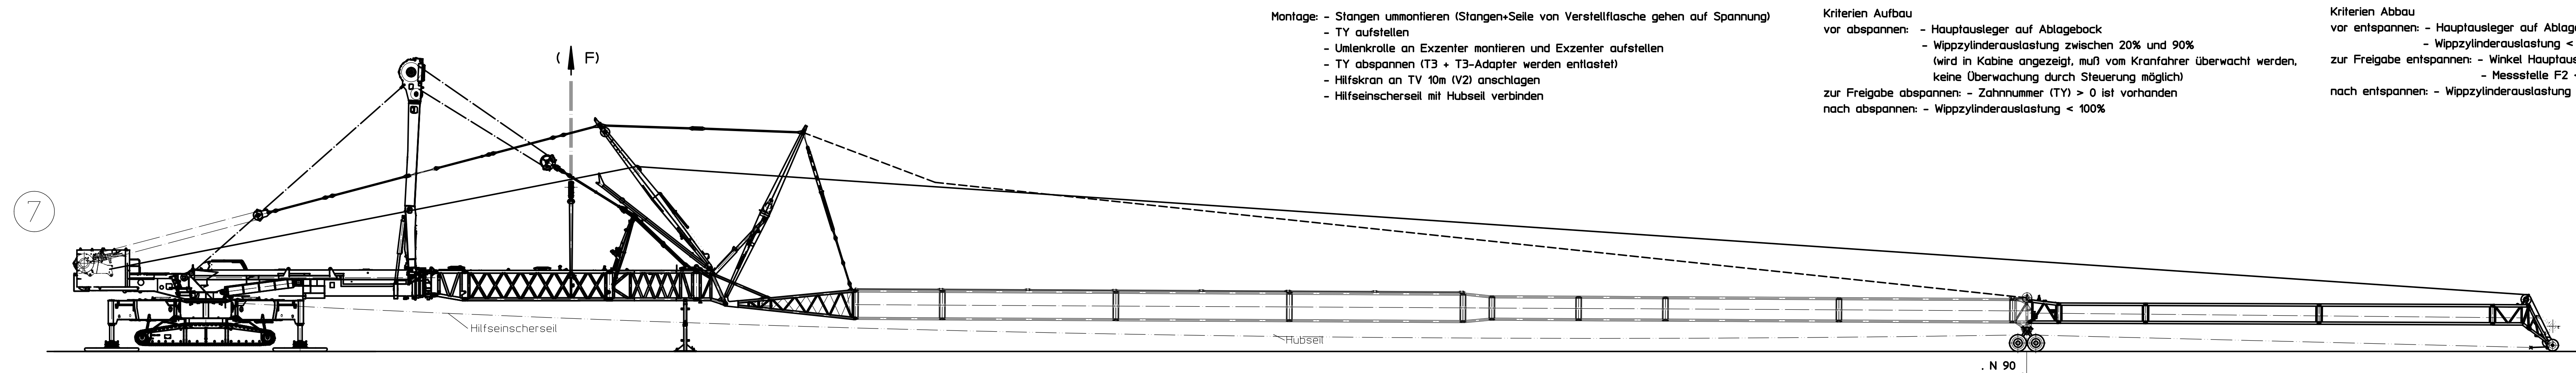 Montage: - Stangen ummontieren (Stangen+Seile von Verstellflasche gehen auf Spannung)
- TY aufstellen
- Umlenkrolle an Exzenter montieren und Exzenter aufstellen
- TY abspannen (T3 + T3-Adapter werden entlastet)
- Hilfskran an TV 10m (V2) anschlagen
- Hilfseinscherseil mit Hubseil verbinden
Kriterien Aufbau
vor abspannen: - Hauptausleger auf Ablagebock
- Wippzylinderauslastung zwischen 20% und 90%
(wird in Kabine angezeigt, muß vom Kranfahrer überwacht werden,
keine Überwachung durch Steuerung möglich)
zur Freigabe abspannen: - Zahnnummer (TY) > 0 ist vorhanden
nach abspannen: - Wippzylinderauslastung < 100%
Kriterien Abbau
vor entspannen: - Hauptausleger auf Ablage
- Wippzylinderauslastung <
zur Freigabe entspannen: - Winkel Hauptaus
- Messstelle F2
nach entspannen: - Wippzylinderauslastung
( F)
7
Hilfseinscherseil
Hubseil
. N 90